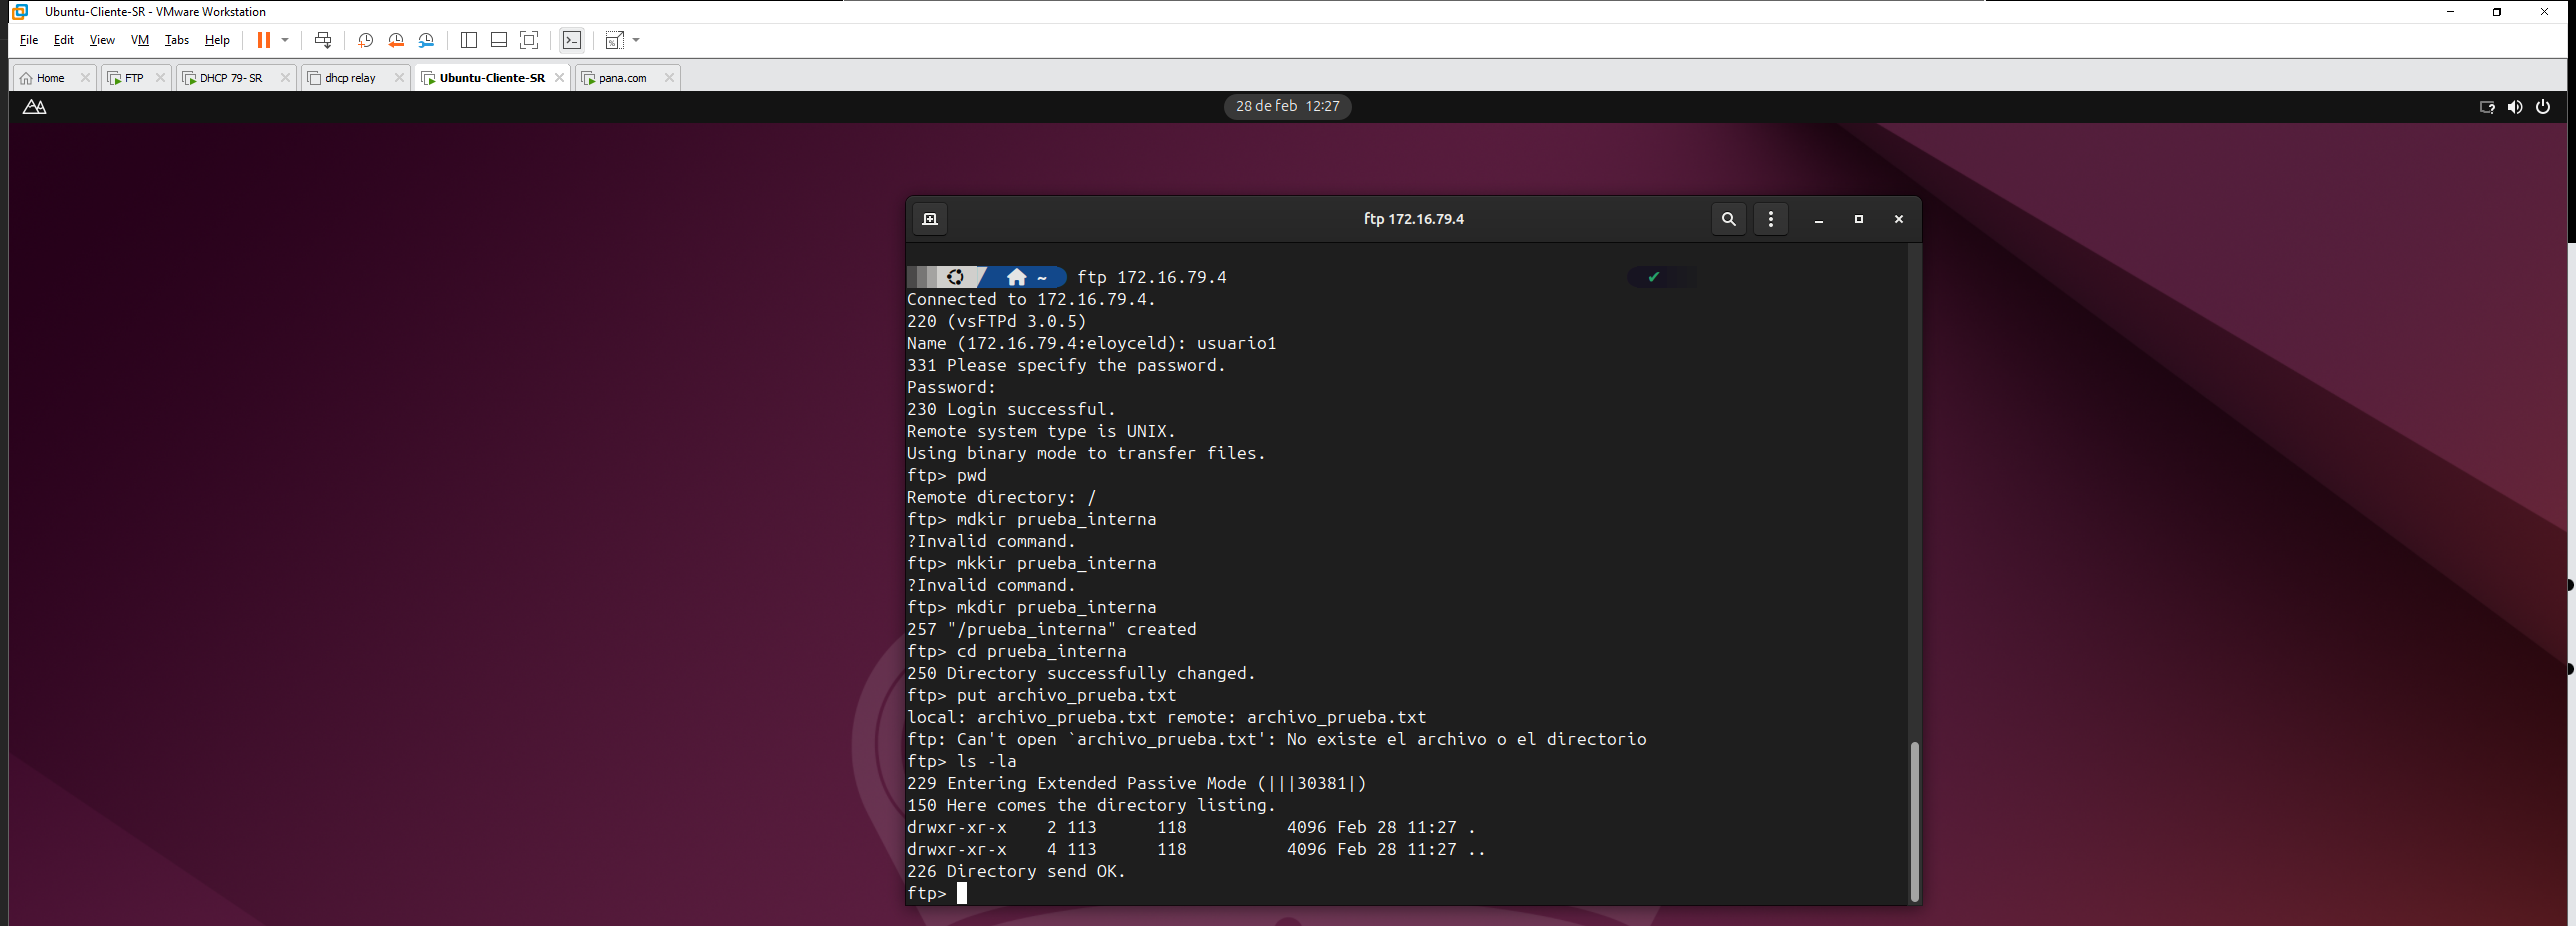 Ubuntu-Cliente-SR - VMware Workstation
File Edit View VM Tabs Help
Home FTP DHCP 79- SR dhcp relay Ubuntu-Cliente-SR pana.com
28 de feb 12:27
ftp 172.16.79.4
~ ftp 172.16.79.4 ✔
Connected to 172.16.79.4.
220 (vsFTPd 3.0.5)
Name (172.16.79.4:eloyceld): usuario1
331 Please specify the password.
Password:
230 Login successful.
Remote system type is UNIX.
Using binary mode to transfer files.
ftp> pwd
Remote directory: /
ftp> mdkir prueba_interna
?Invalid command.
ftp> mkkir prueba_interna
?Invalid command.
ftp> mkdir prueba_interna
257 "/prueba_interna" created
ftp> cd prueba_interna
250 Directory successfully changed.
ftp> put archivo_prueba.txt
local: archivo_prueba.txt remote: archivo_prueba.txt
ftp: Can't open `archivo_prueba.txt': No existe el archivo o el directorio
ftp> ls -la
229 Entering Extended Passive Mode (|||30381|)
150 Here comes the directory listing.
drwxr-xr-x    2 113      118          4096 Feb 28 11:27 .
drwxr-xr-x    4 113      118          4096 Feb 28 11:27 ..
226 Directory send OK.
ftp>